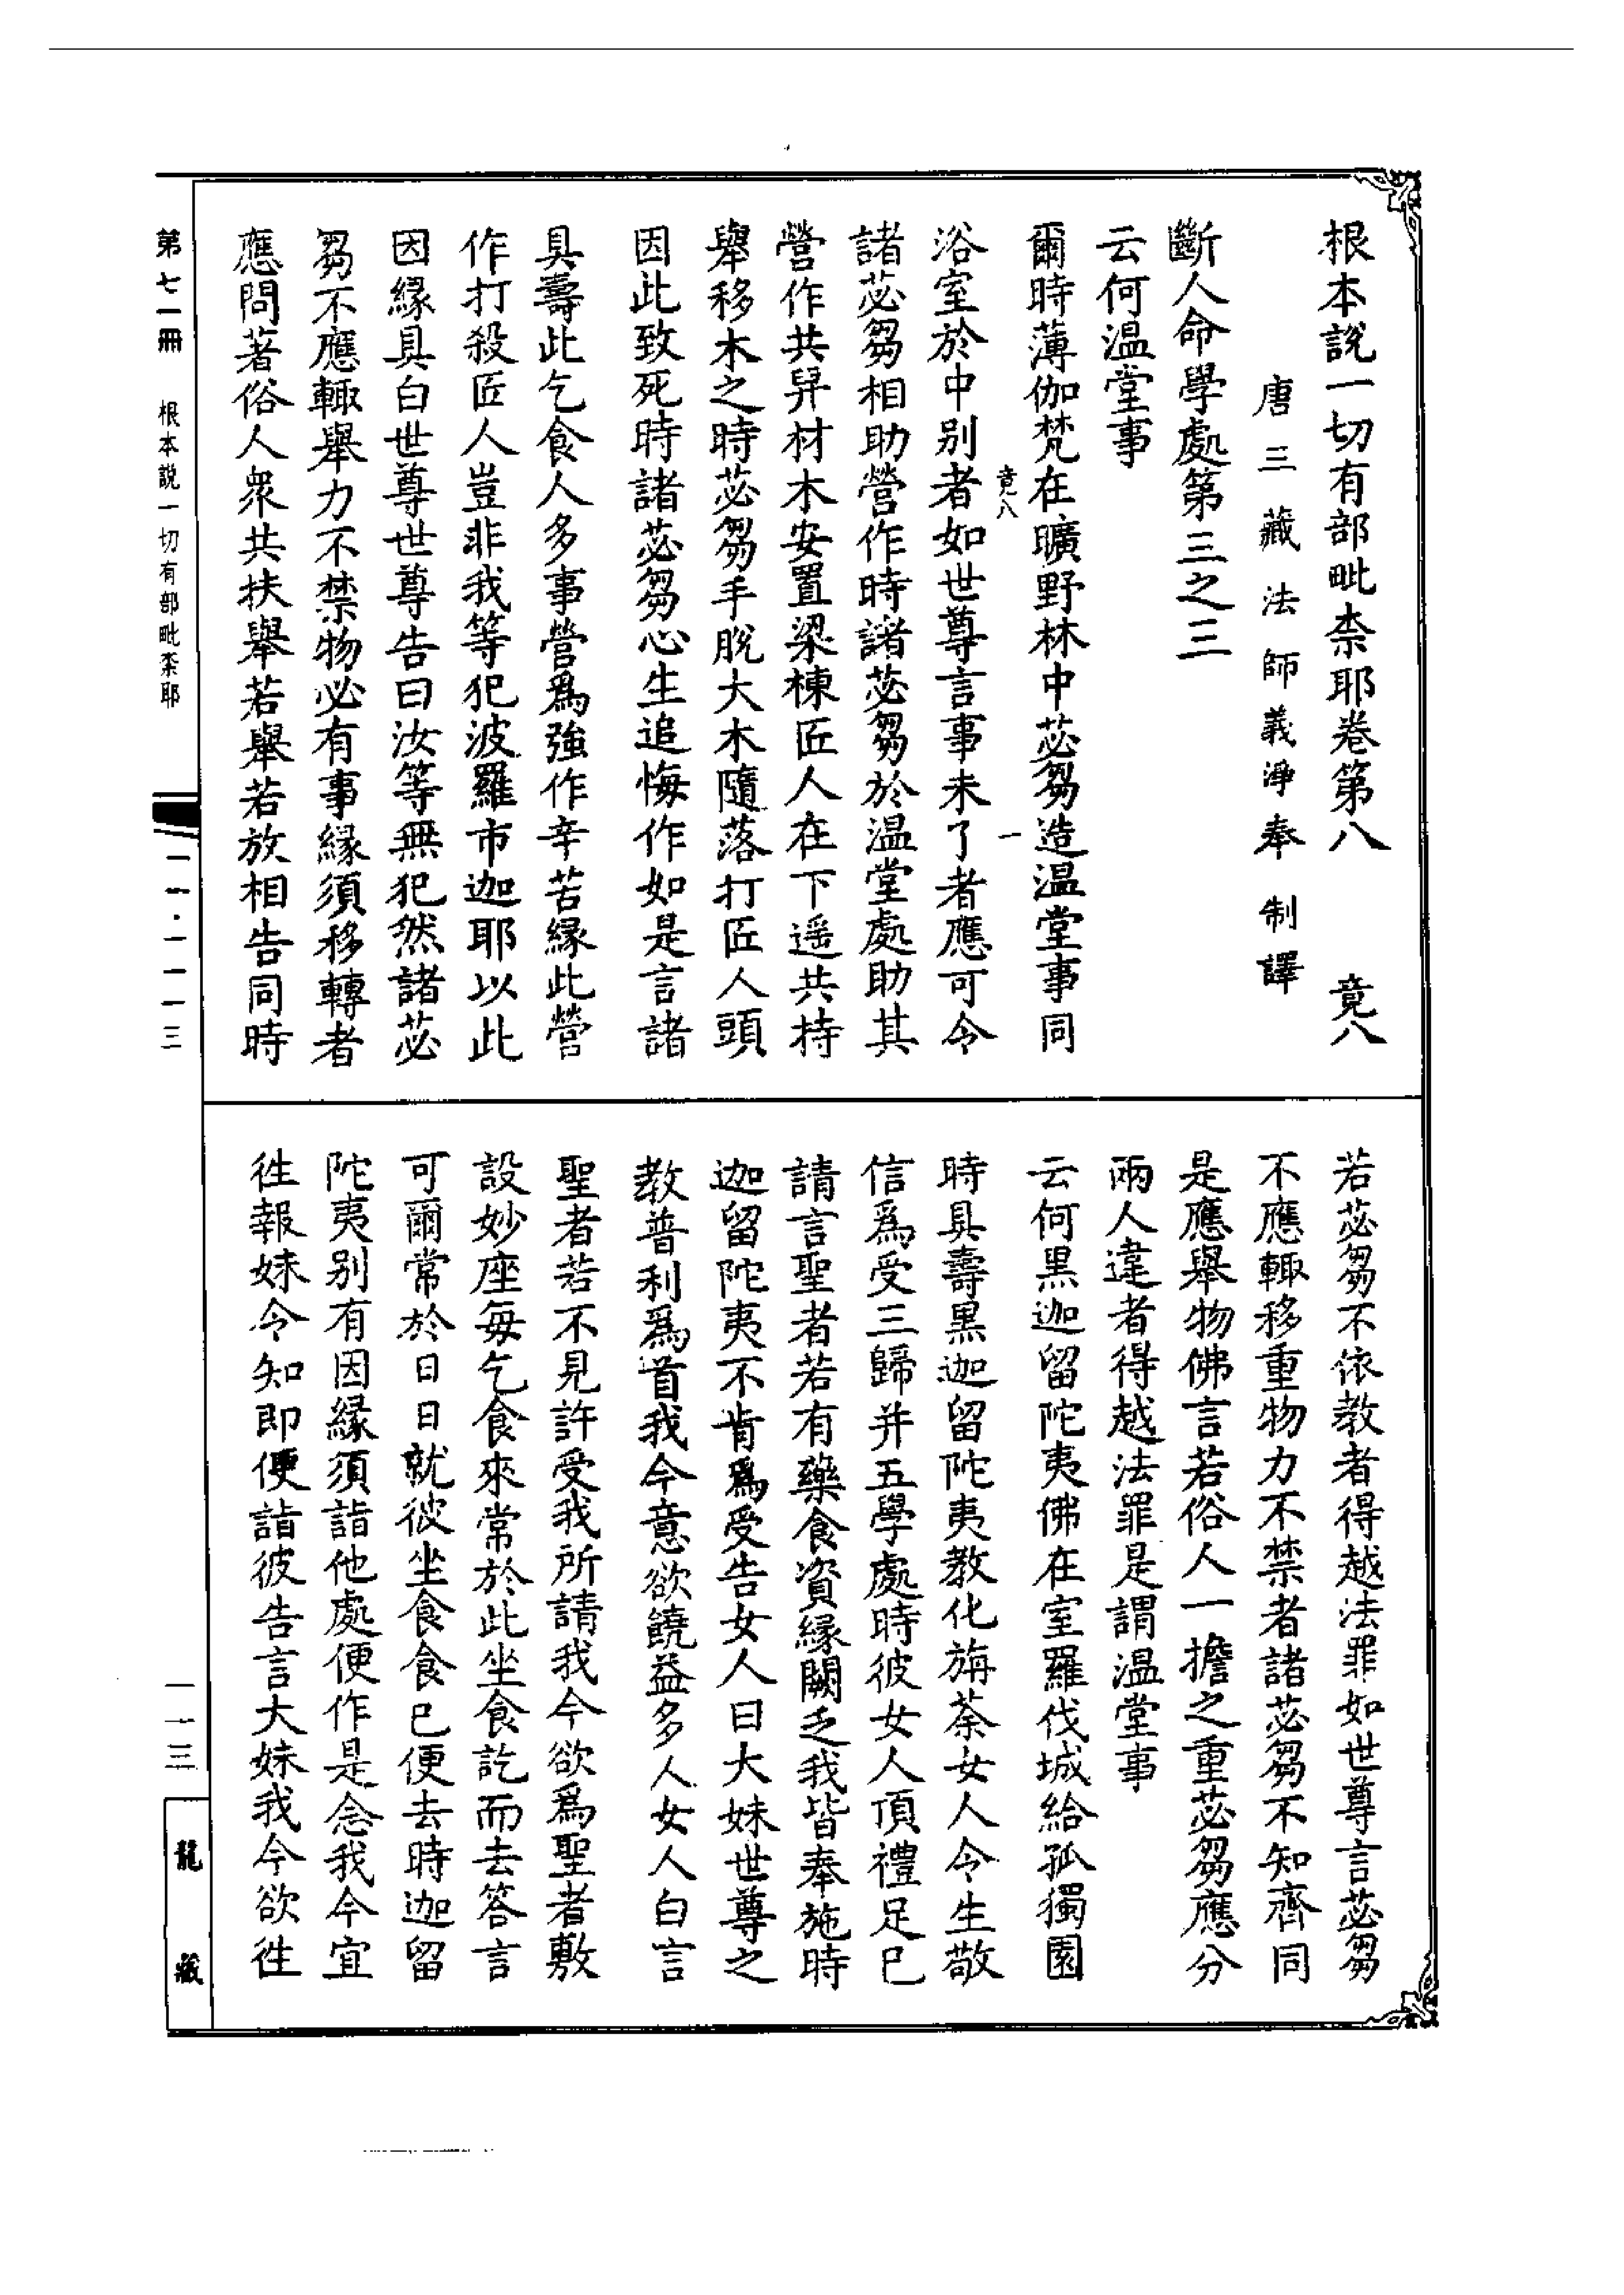 根本說一切有部毗奈耶卷第八　竟八
唐三藏法師義淨奉　制譯
斷人命學處第三之三
云何温堂事
爾時薄伽梵在曠野林中苾芻造温堂事同
竟八　一
浴室於中别者如世尊言事未了者應可令
諸苾芻相助營作時諸苾芻於温堂處助其
營作共舁材木安置梁棟匠人在下遥共持
舉移木之時苾芻手脫大木隨落打匠人頭
因此致死時諸苾芻心生追悔作如是言諸
具壽此乞食人多事營爲強作辛苦緣此營
作打殺匠人豈非我等犯波羅市迦耶以此
因緣具白世尊世尊告曰汝等無犯然諸苾
芻不應輒舉力不禁物必有事緣須移轉者
應問著俗人衆共扶舉若舉若放相告同時
若苾芻不依教者得越法罪如世尊言苾芻
不應輒移重物力不禁者諸苾芻不知齊同
是應舉物佛言若俗人一擔之重苾芻應分
兩人違者得越法罪是謂温堂事
云何黑迦留陀夷佛在室羅伐城給孤獨園
時具壽黑迦留陀夷教化旃荼女人令生敬
信爲受三歸并五學處時彼女人頂禮足已
請言聖者若有藥食資緣闕乏我皆奉施時
迦留陀夷不肯爲受告女人曰大妹世尊之
教普利爲首我今意欲饒益多人女人白言
聖者若不見許受我所請我今欲爲聖者敷
設妙座每乞食來常於此坐食訖而去答言
可爾常於日日就彼坐食食已便去時迦留
陀夷别有因緣須詣他處便作是念我今宜
徃報妹令知即便詣彼告言大妹我今欲徃
第七一冊　根本説一切有部毗柰耶
一一·一一一三
一一三
龍藏